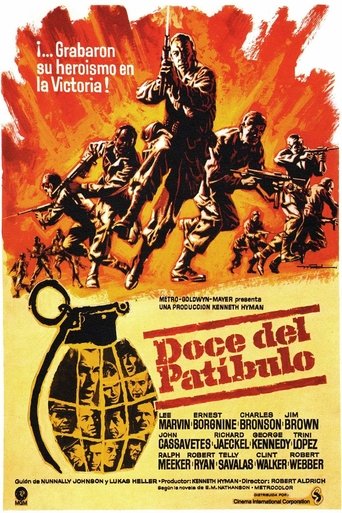 ¡... Grabaron
su heroismo en
la Victoria!
METRO-GOLDWYN-MAYER presenta
UNA PRODUCCION KENNETH HYMAN
Doce del
Patíbulo
LEE ERNEST CHARLES JIM
MARVIN · BORGNINE · BRONSON · BROWN
JOHN RICHARD GEORGE TRINI
CASSAVETES · JAECKEL · KENNEDY · LOPEZ
RALPH ROBERT TELLY CLINT ROBERT
MEEKER · RYAN · SAVALAS · WALKER · WEBBER
Guión de NUNNALLY JOHNSON y LUKAS HELLER · Productor: KENNETH HYMAN · Director: ROBERT ALDRICH
Según la novela de E.M. NATHANSON · METROCOLOR
MGM
DISTRIBUIDA POR:
Cinema International Corporation